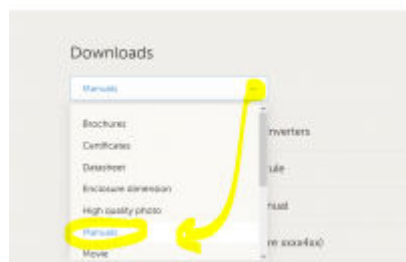 Downloads
Manuals
Brochures
Certificates
Datasheet
Enclosure dimension
High quality photo
Manuals
Movie
nverters
ule
nual